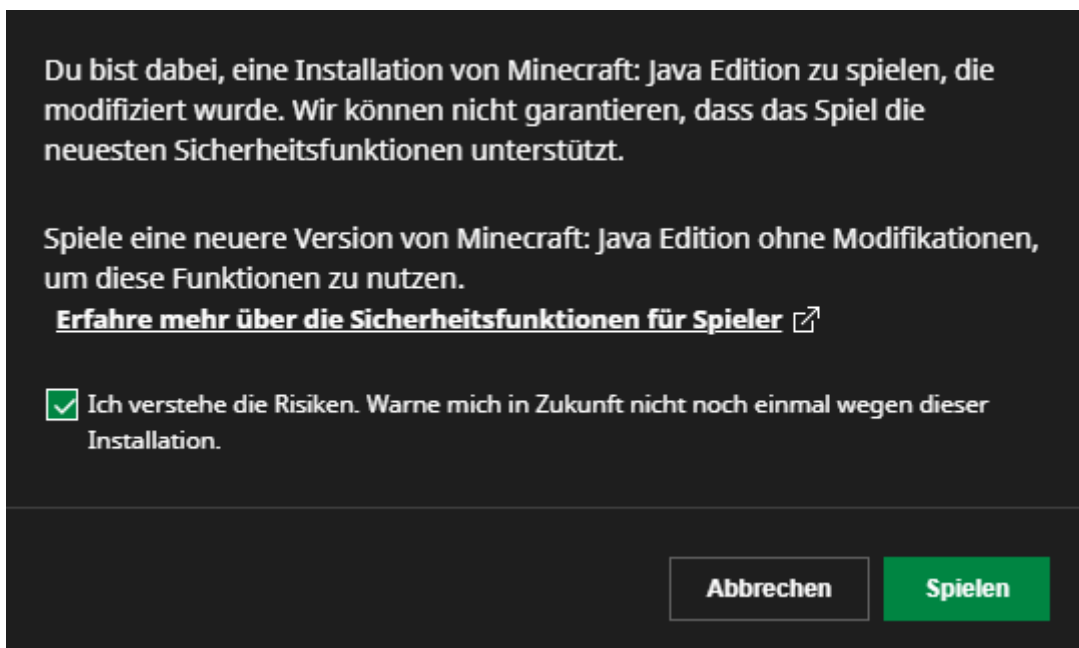 Du bist dabei, eine Installation von Minecraft: Java Edition zu spielen, die
modifiziert wurde. Wir können nicht garantieren, dass das Spiel die
neuesten Sicherheitsfunktionen unterstützt.
Spiele eine neuere Version von Minecraft: Java Edition ohne Modifikationen,
um diese Funktionen zu nutzen.
Erfahre mehr über die Sicherheitsfunktionen für Spieler
Ich verstehe die Risiken. Warne mich in Zukunft nicht noch einmal wegen dieser
Installation.
Abbrechen Spielen